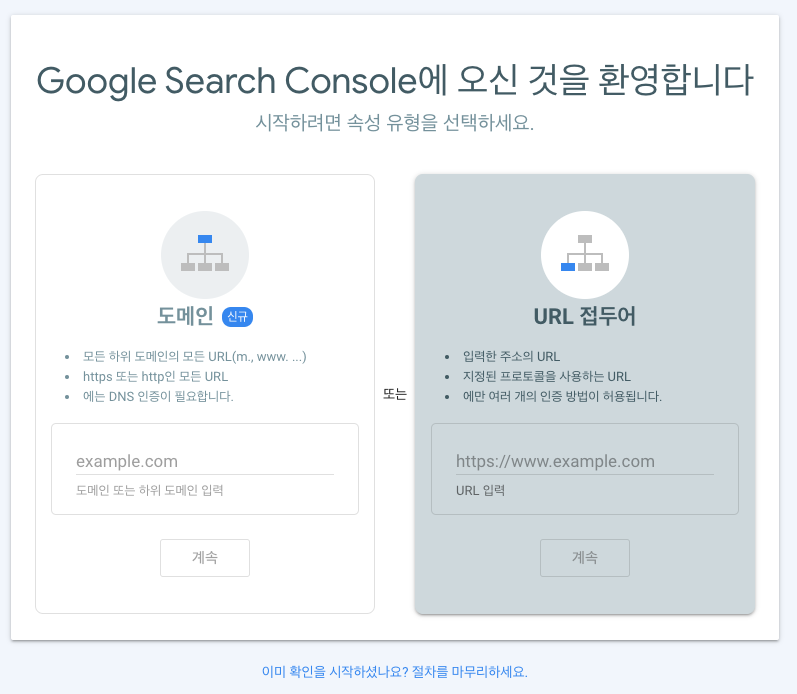 Google Search Console에 오신 것을 환영합니다
시작하려면 속성 유형을 선택하세요.
도메인 신규
모든 하위 도메인의 모든 URL(m., www. ...)
https 또는 http인 모든 URL
에는 DNS 인증이 필요합니다.
example.com
도메인 또는 하위 도메인 입력
계속
또는
URL 접두어
입력한 주소의 URL
지정된 프로토콜을 사용하는 URL
에만 여러 개의 인증 방법이 허용됩니다.
https://www.example.com
URL 입력
계속
이미 확인을 시작하셨나요? 절차를 마무리하세요.